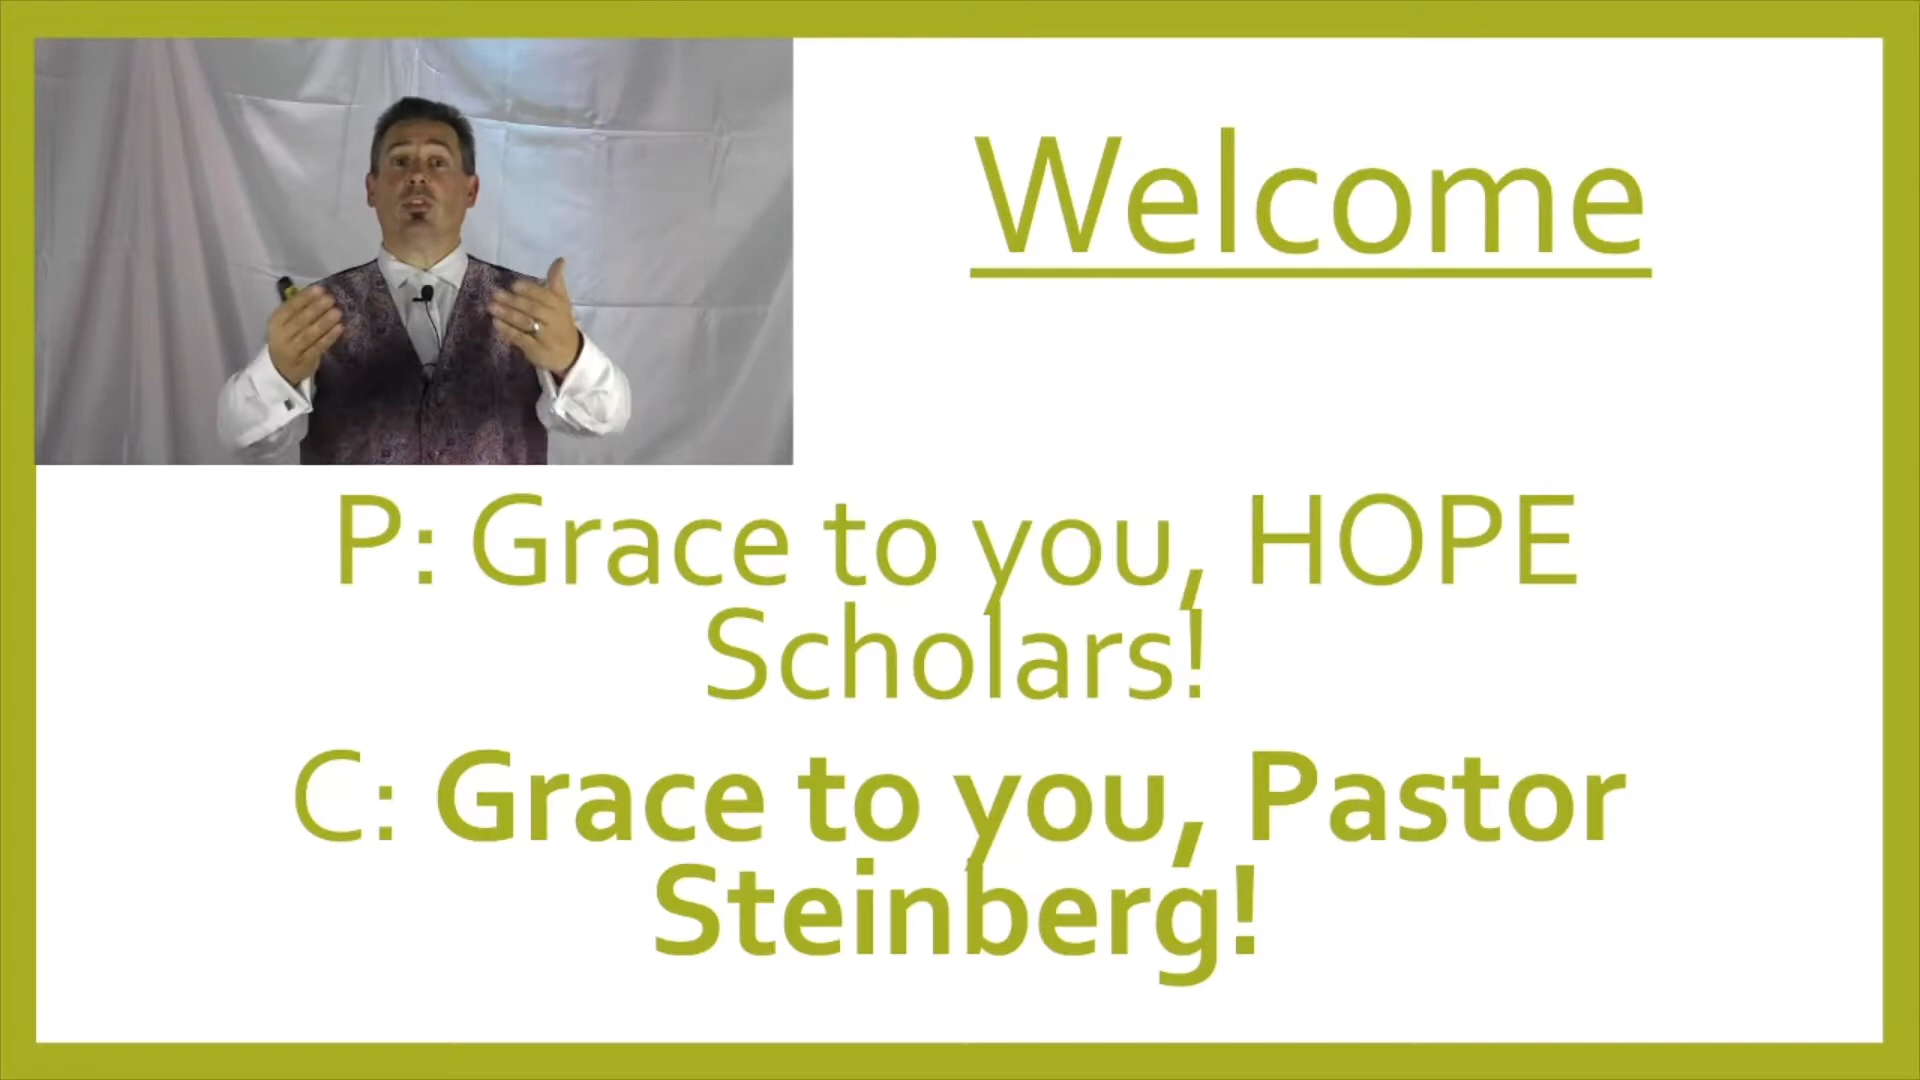 Welcome
P: Grace to you, HOPE
Scholars!
C: Grace to you, Pastor
Steinberg!